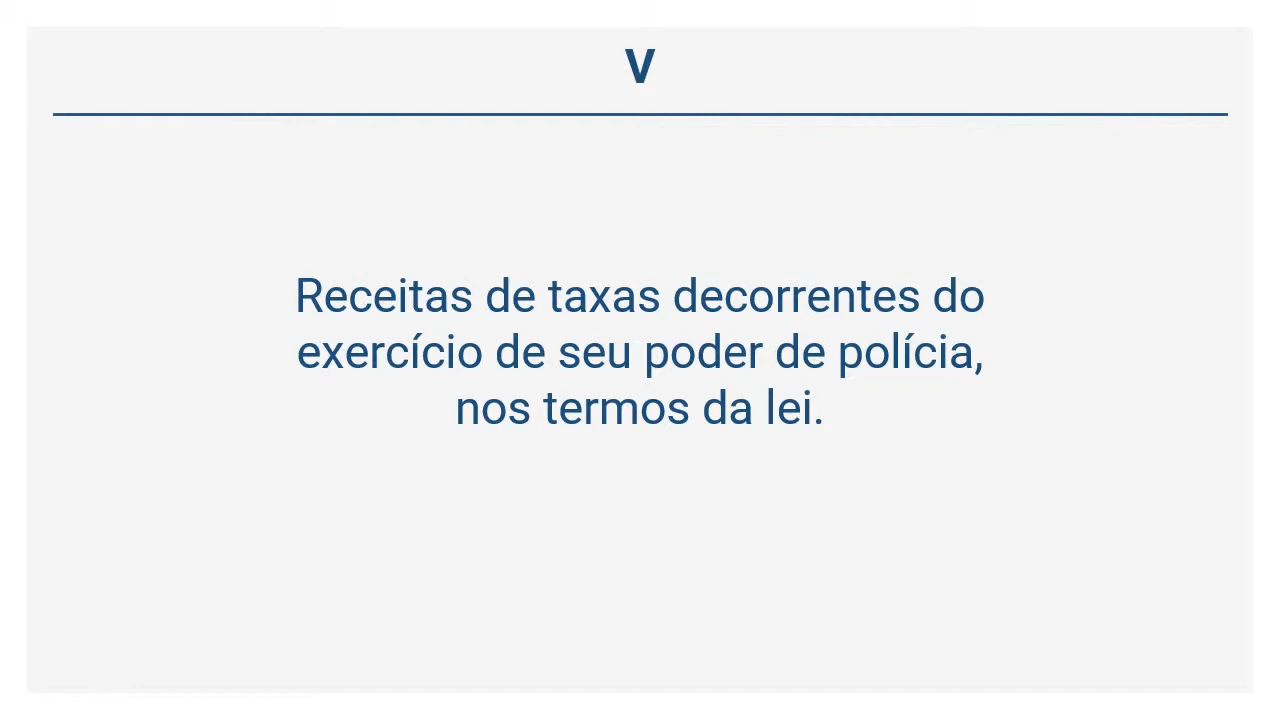 V
Receitas de taxas decorrentes do
exercício de seu poder de polícia,
nos termos da lei.